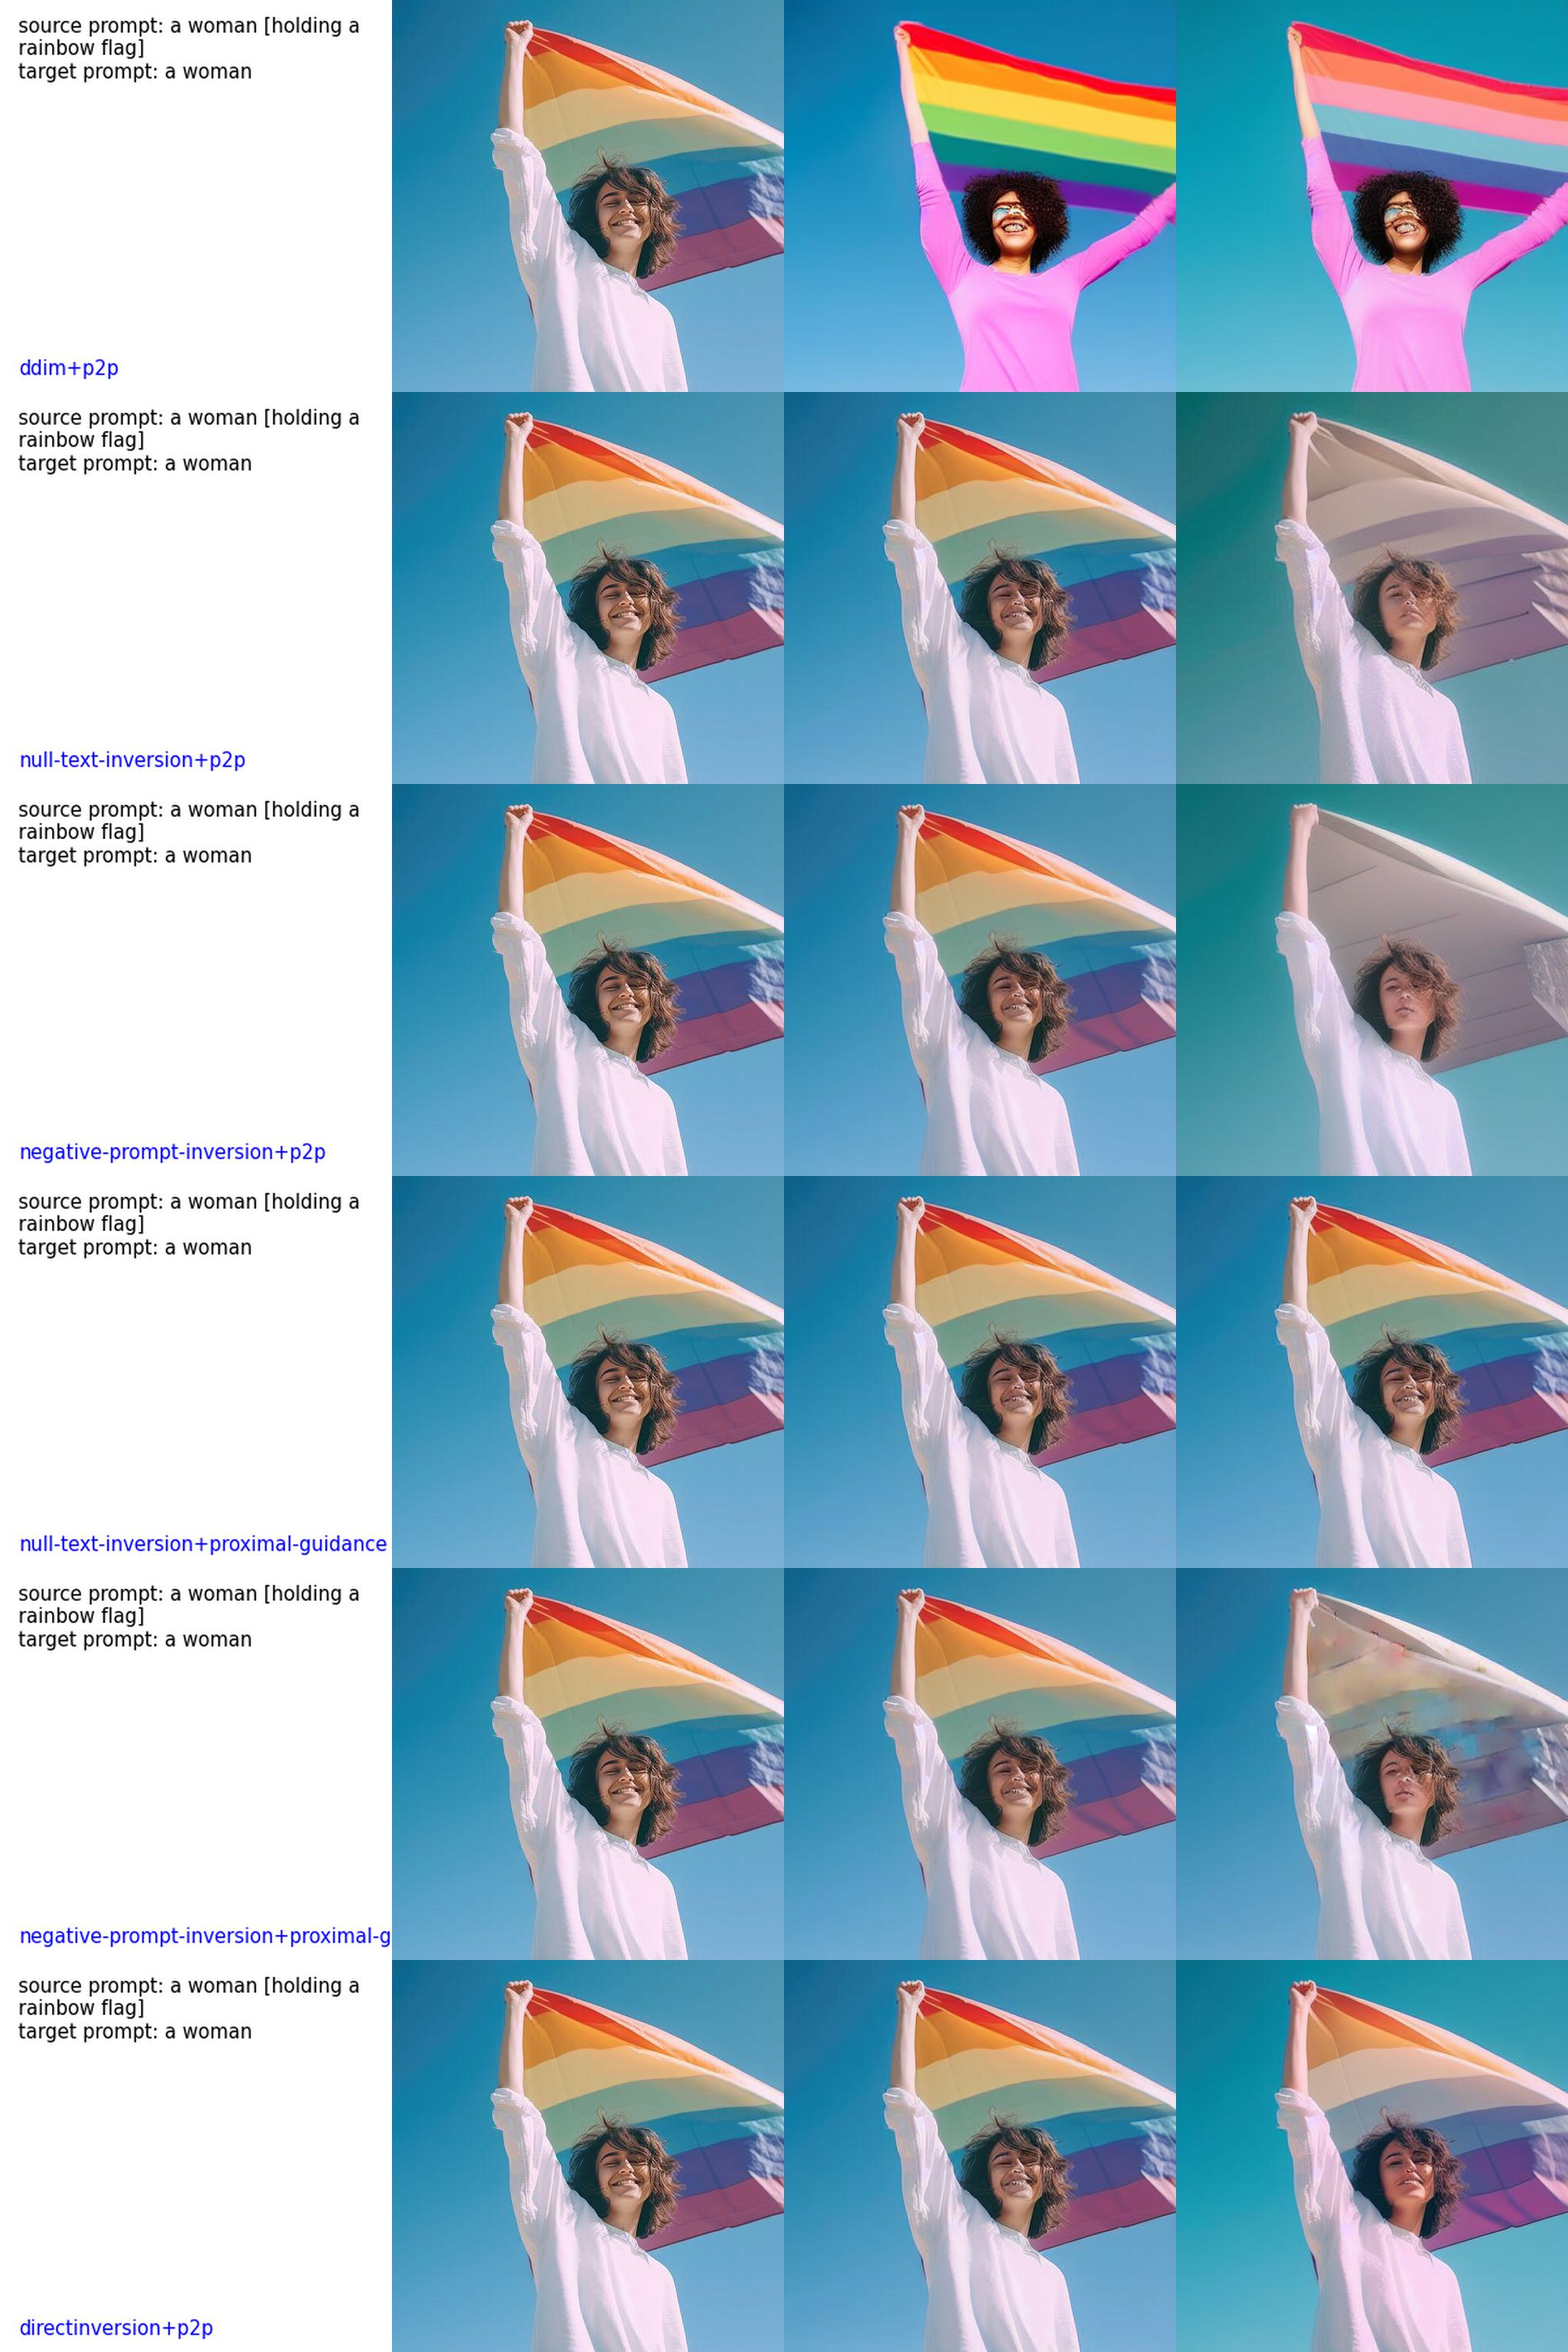 source prompt: a woman [holding a
rainbow flag]
target prompt: a woman
ddim+p2p
source prompt: a woman [holding a
rainbow flag]
target prompt: a woman
null-text-inversion+p2p
source prompt: a woman [holding a
rainbow flag]
target prompt: a woman
negative-prompt-inversion+p2p
source prompt: a woman [holding a
rainbow flag]
target prompt: a woman
null-text-inversion+proximal-guidance
source prompt: a woman [holding a
rainbow flag]
target prompt: a woman
negative-prompt-inversion+proximal-g
source prompt: a woman [holding a
rainbow flag]
target prompt: a woman
directinversion+p2p